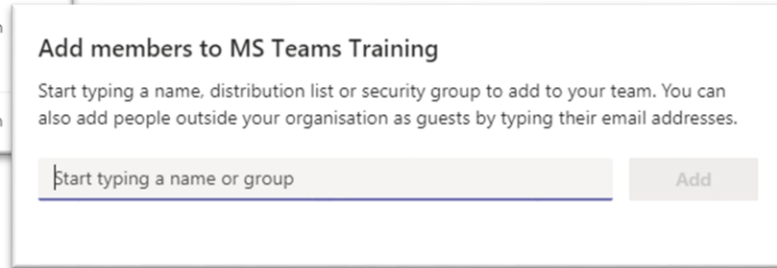 Add members to MS Teams Training
Start typing a name, distribution list or security group to add to your team. You can
also add people outside your organisation as guests by typing their email addresses.
Start typing a name or group
Add